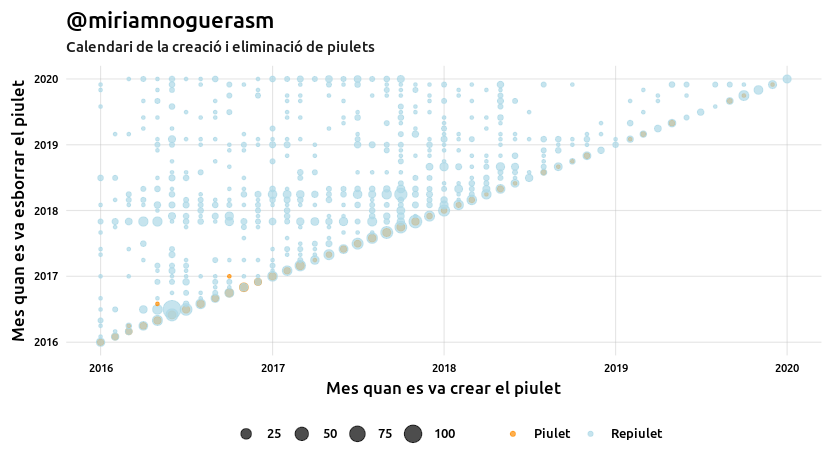 @miriamnoguerasm
Calendari de la creació i eliminació de piulets
Mes quan es va esborrar el piulet
2020
2019
2018
2017
2016
2016 2017 2018 2019 2020
Mes quan es va crear el piulet
25 50 75 100 Piulet Repiulet